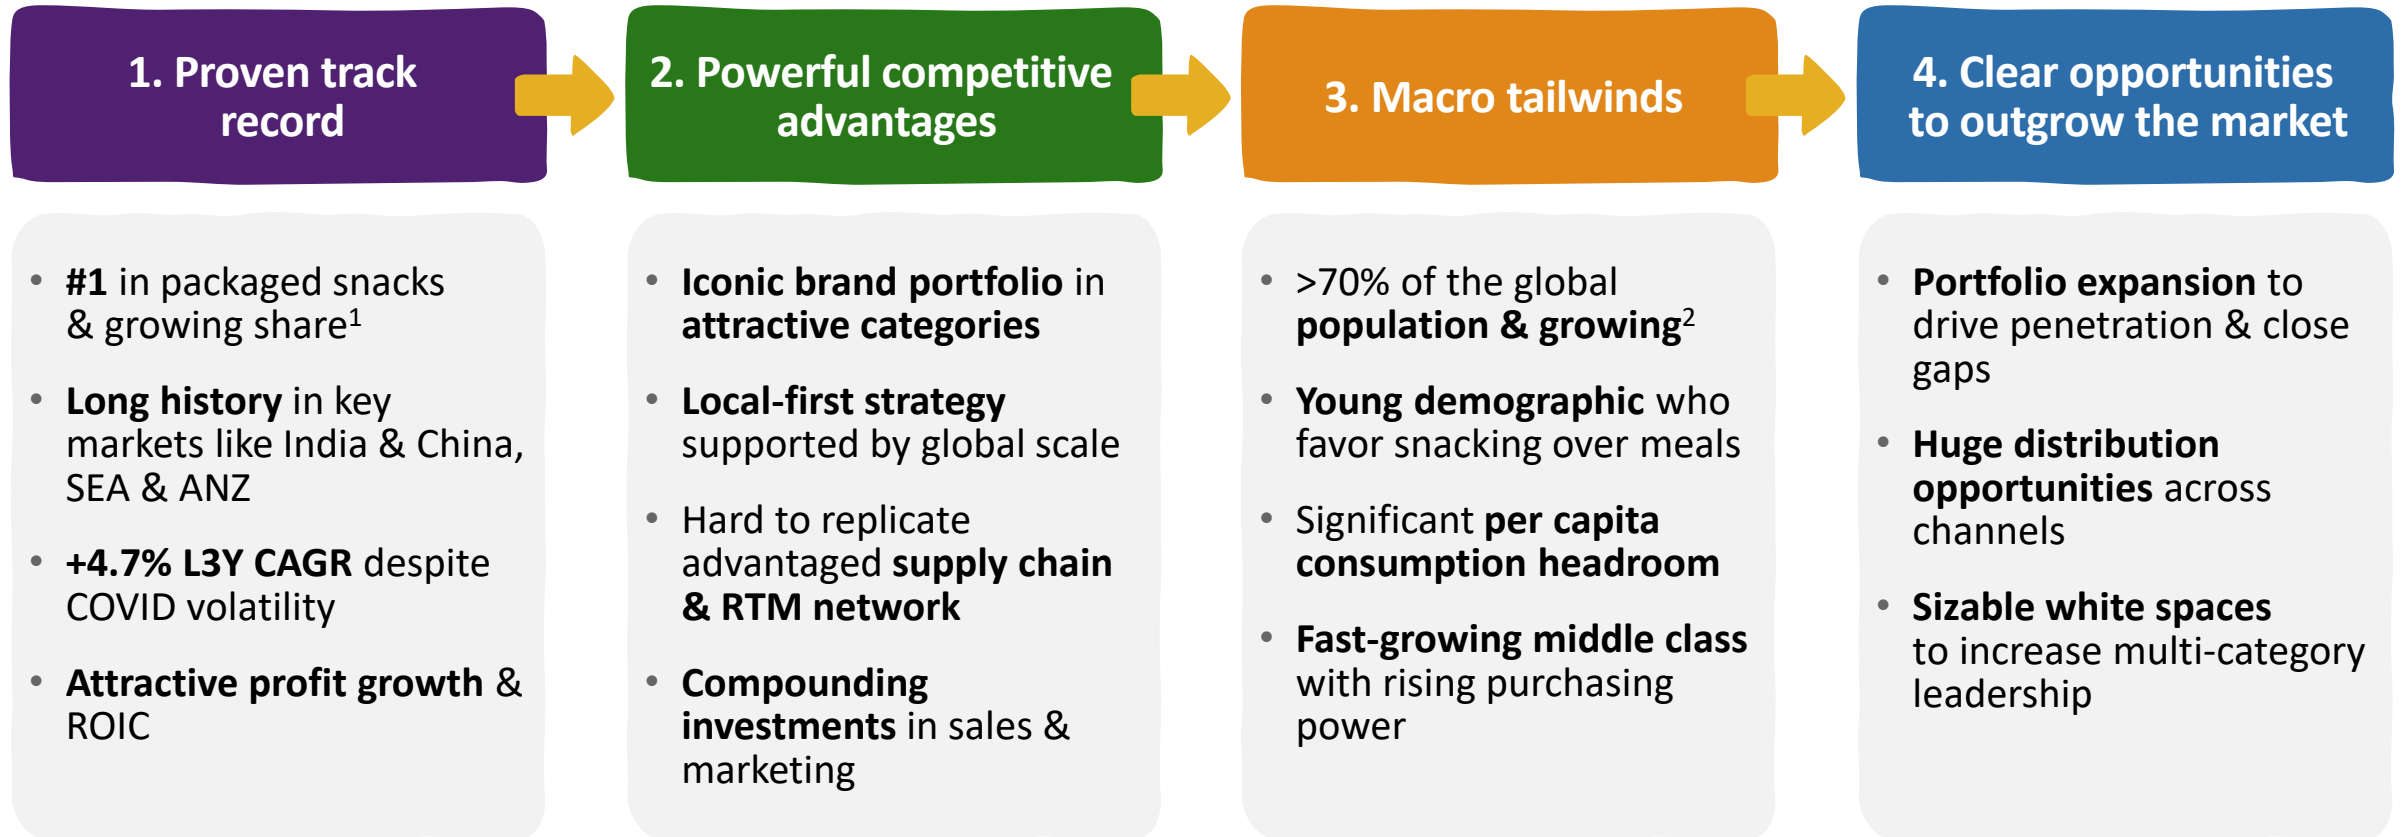 1. Proven track
record
2. Powerful competitive
advantages
3. Macro tailwinds
4. Clear opportunities
to outgrow the market
• #1 in packaged snacks
& growing share¹
• Long history in key
markets like India & China,
SEA & ANZ
• +4.7% L3Y CAGR despite
COVID volatility
• Attractive profit growth &
ROIC
• Iconic brand portfolio in
attractive categories
• Local-first strategy
supported by global scale
• Hard to replicate
advantaged supply chain
& RTM network
• Compounding
investments in sales &
marketing
• >70% of the global
population & growing²
• Young demographic who
favor snacking over meals
• Significant per capita
consumption headroom
• Fast-growing middle class
with rising purchasing
power
• Portfolio expansion to
drive penetration & close
gaps
• Huge distribution
opportunities across
channels
• Sizable white spaces
to increase multi-category
leadership